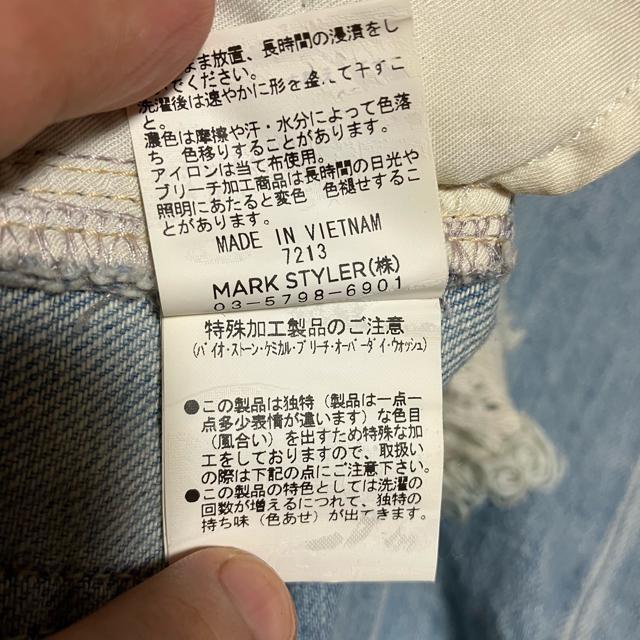 まま放置、長時間の浸漬をし
でください。
洗濯後は速やかに形を整えて干すこ
と。
濃色は摩擦や汗・水分によって色落
ち 色移りすることがあります。
アイロンは当て布使用。
ブリーチ加工商品は長時間の日光や
照明にあたると変色 色褪せするこ
とがあります。
MADE IN VIETNAM
7213
MARK STYLER(株)
03-5798-6901
特殊加工製品のご注意
(バイオ・ストーン・ケミカル・ブリーチ・オーバーダイ・ウォッシュ)
●この製品は独特(製品は一点一
点多少表情が違います)な色目
(風合い)を出すため特殊な加
工をしておりますので、取扱い
の際は下記の点にご注意下さい。
●この製品の特色としては洗濯の
回数が増えるにつれて、独特の
持ち味(色あせ)が出てきます。